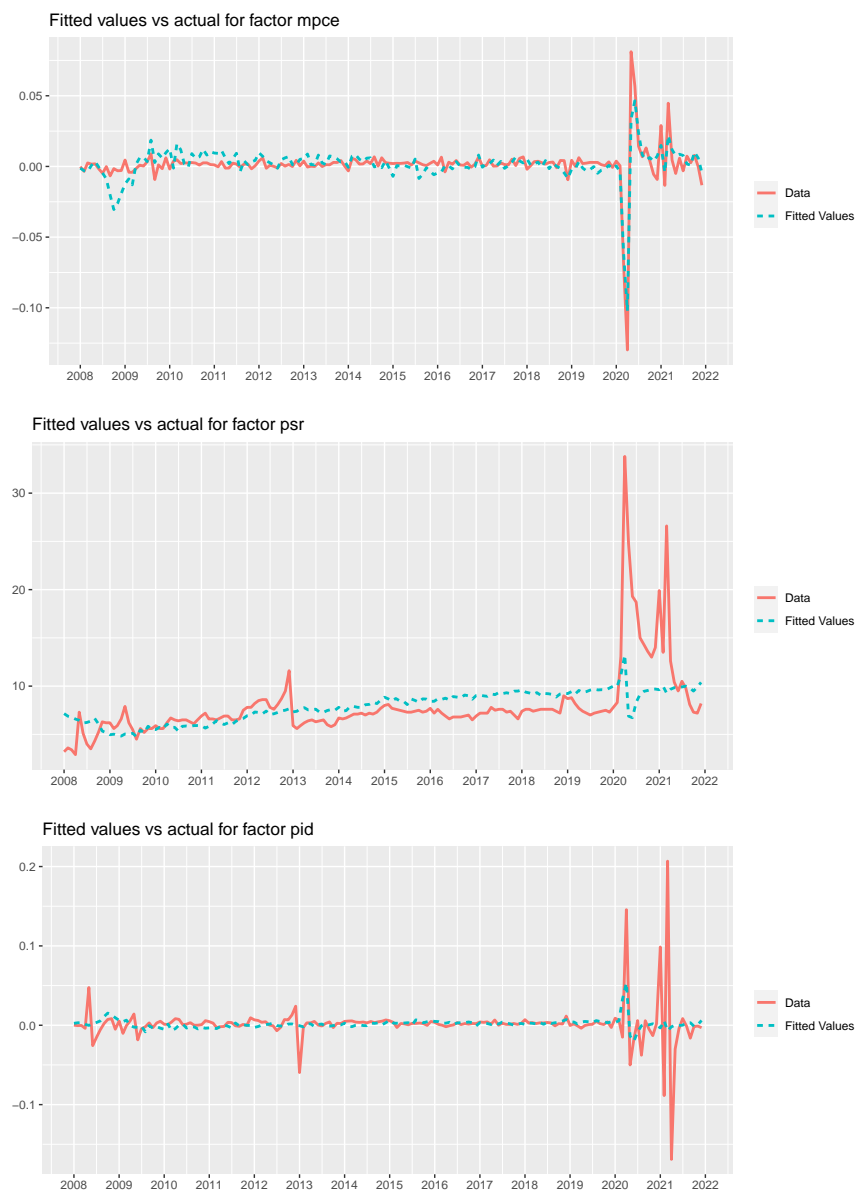 Fitted values vs actual for factor mpce
0.05
0.00
−0.05
−0.10
2008 2009 2010 2011 2012 2013 2014 2015 2016 2017 2018 2019 2020 2021 2022
Data
Fitted Values
Fitted values vs actual for factor psr
30
20
10
2008 2009 2010 2011 2012 2013 2014 2015 2016 2017 2018 2019 2020 2021 2022
Data
Fitted Values
Fitted values vs actual for factor pid
0.2
0.1
0.0
−0.1
2008 2009 2010 2011 2012 2013 2014 2015 2016 2017 2018 2019 2020 2021 2022
Data
Fitted Values